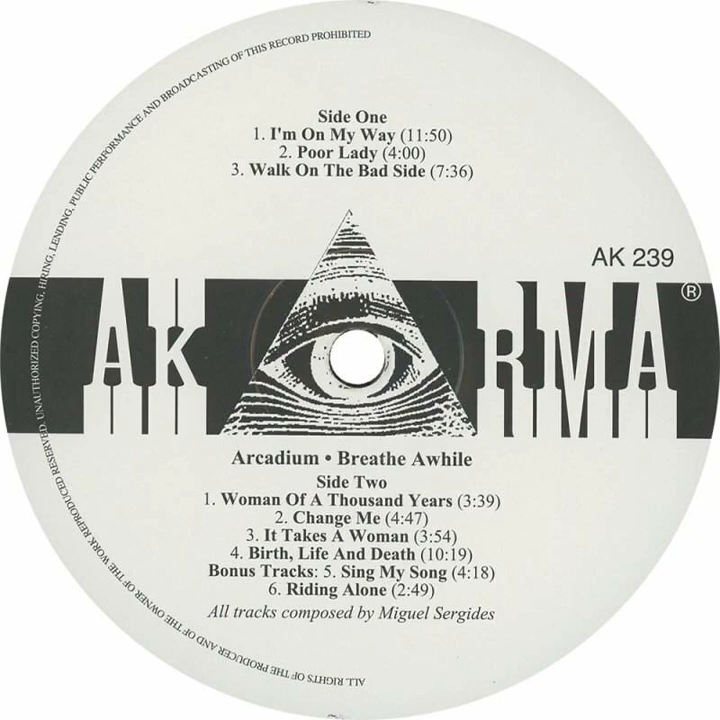 Side One
1. I'm On My Way (11:50)
2. Poor Lady (4:00)
3. Walk On The Bad Side (7:36)
AK 239
AKARMA ®
Arcadium • Breathe Awhile
Side Two
1. Woman Of A Thousand Years (3:39)
2. Change Me (4:47)
3. It Takes A Woman (3:54)
4. Birth, Life And Death (10:19)
Bonus Tracks: 5. Sing My Song (4:18)
6. Riding Alone (2:49)
All tracks composed by Miguel Sergides
ALL RIGHTS OF THE PRODUCER AND OF THE OWNER OF THE WORK REPRODUCED RESERVED. UNAUTHORIZED COPYING, HIRING, LENDING, PUBLIC PERFORMANCE AND BROADCASTING OF THIS RECORD PROHIBITED